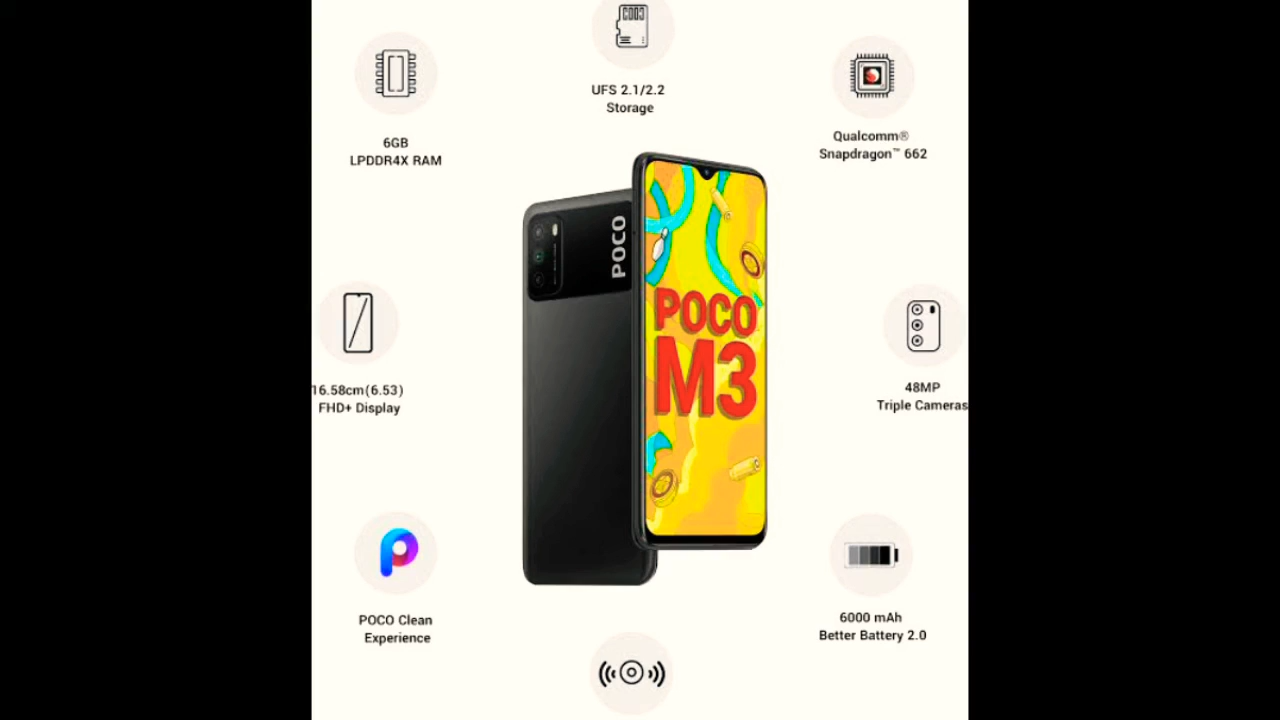 UFS 2.1/2.2
Storage
6GB
LPDDR4X RAM
Qualcomm®
Snapdragon™ 662
POCO
POCO
M3
16.58cm(6.53)
FHD+ Display
48MP
Triple Cameras
POCO Clean
Experience
6000 mAh
Better Battery 2.0